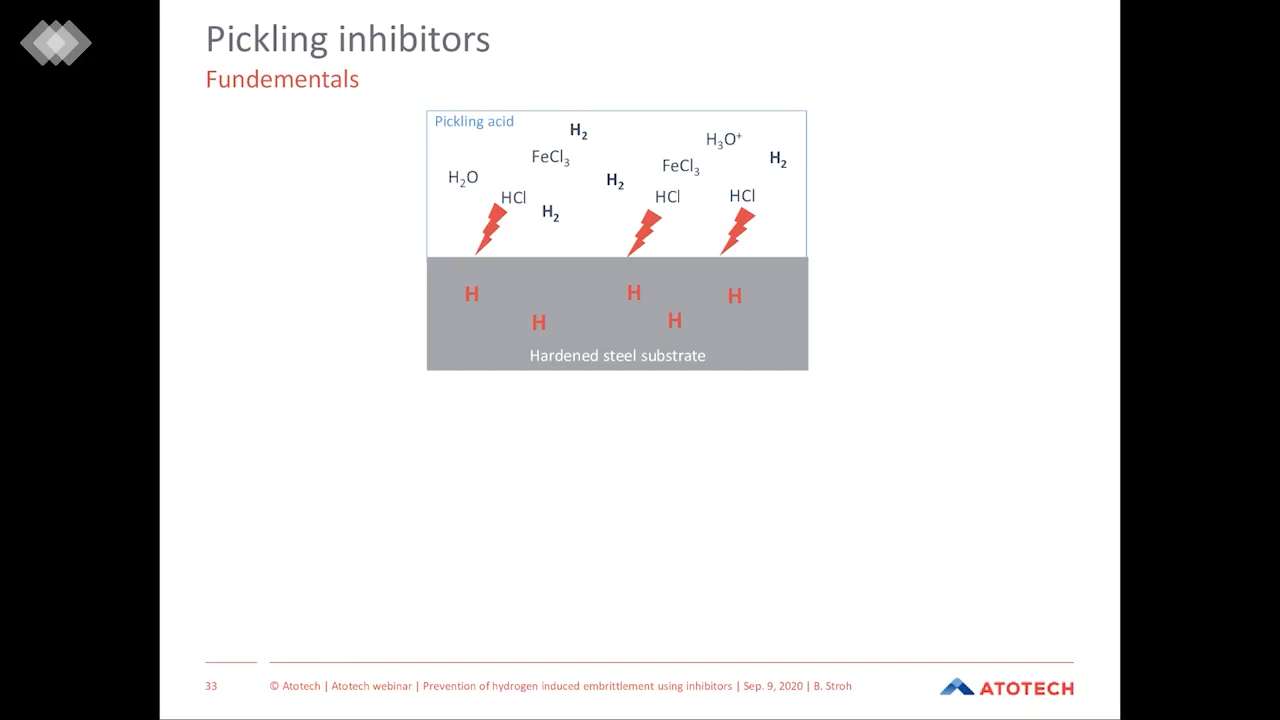 Pickling inhibitors
Fundementals
Pickling acid
H₂
H₃O⁺
FeCl₃
H₂
FeCl₃
H₂O
H₂
HCl
HCl
HCl
H₂
H
H
H
H
H
Hardened steel substrate
33
© Atotech | Atotech webinar | Prevention of hydrogen induced embrittlement using inhibitors | Sep. 9, 2020 | B. Stroh
ATOTECH